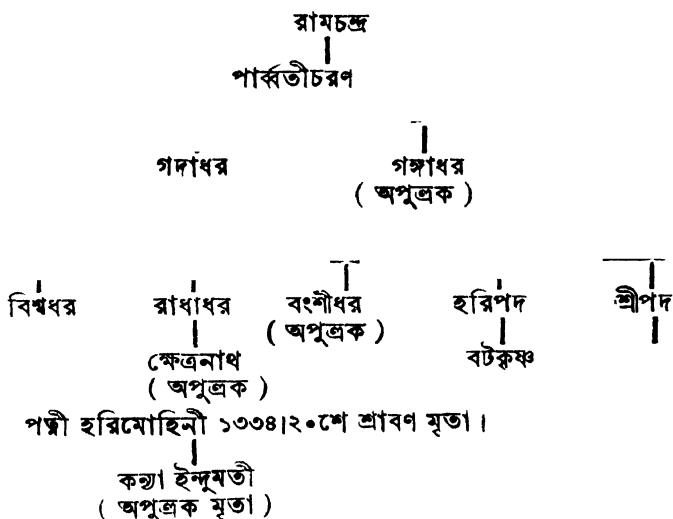 রামচন্দ্র
পার্ব্বতীচরণ
গদাধর গঙ্গাধর
( অপুত্রক )
বিশ্বধর রাধাধর বংশীধর হরিপদ শ্রীপদ
( অপুত্রক )
ক্ষেত্রনাথ বটকৃষ্ণ
( অপুত্রক )
পত্নী হরিমোহিনী ১৩৩৪।২০শে শ্রাবণ মৃতা।
কন্যা ইন্দুমতী
( অপুত্রক মৃতা )